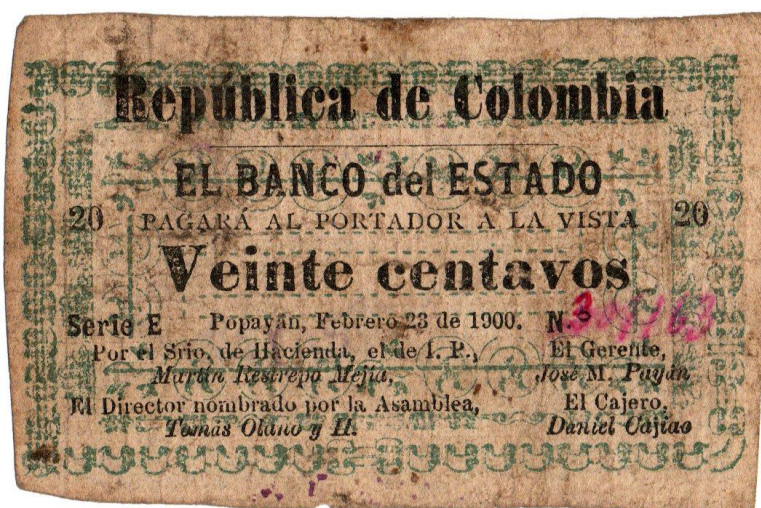 República de Colombia
EL BANCO del ESTADO
20 PAGARÁ AL PORTADOR A LA VISTA 20
Veinte centavos
Serie E Popayán, Febrero 23 de 1900. N.º
Por el Srio. de Hacienda, el de I. P., El Gerente,
Martín Restrepo Mejía, José M. Payán
El Director nombrado por la Asamblea, El Cajero,
Tomás Olano y H. Daniel Cajiao